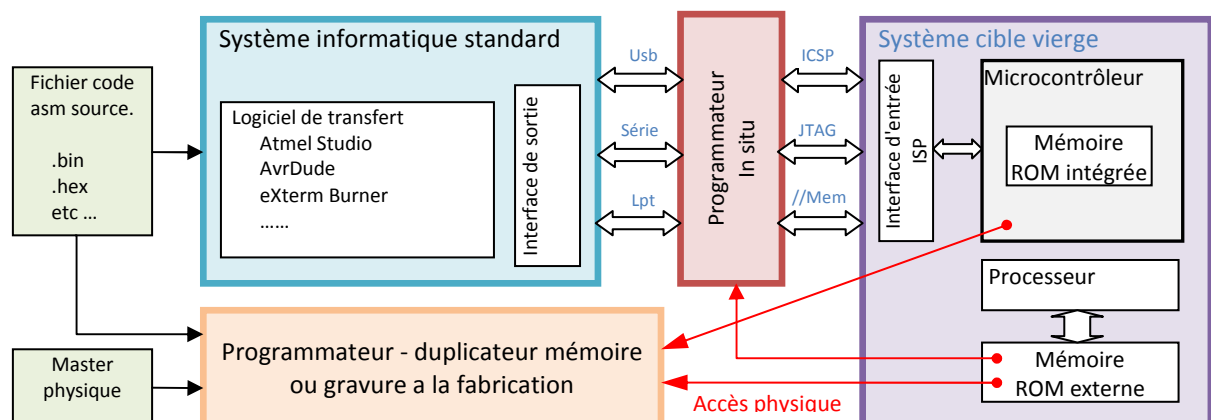 Fichier code
asm source.
.bin
.hex
etc ...
Master
physique
Système informatique standard
Logiciel de transfert
Atmel Studio
AvrDude
eXterm Burner
......
Interface de sortie
Usb
Série
Lpt
Programmateur
In situ
ICSP
JTAG
//Mem
Système cible vierge
Interface d'entrée
ISP
Microcontrôleur
Mémoire
ROM intégrée
Processeur
Mémoire
ROM externe
Programmateur - duplicateur mémoire
ou gravure a la fabrication
Accès physique